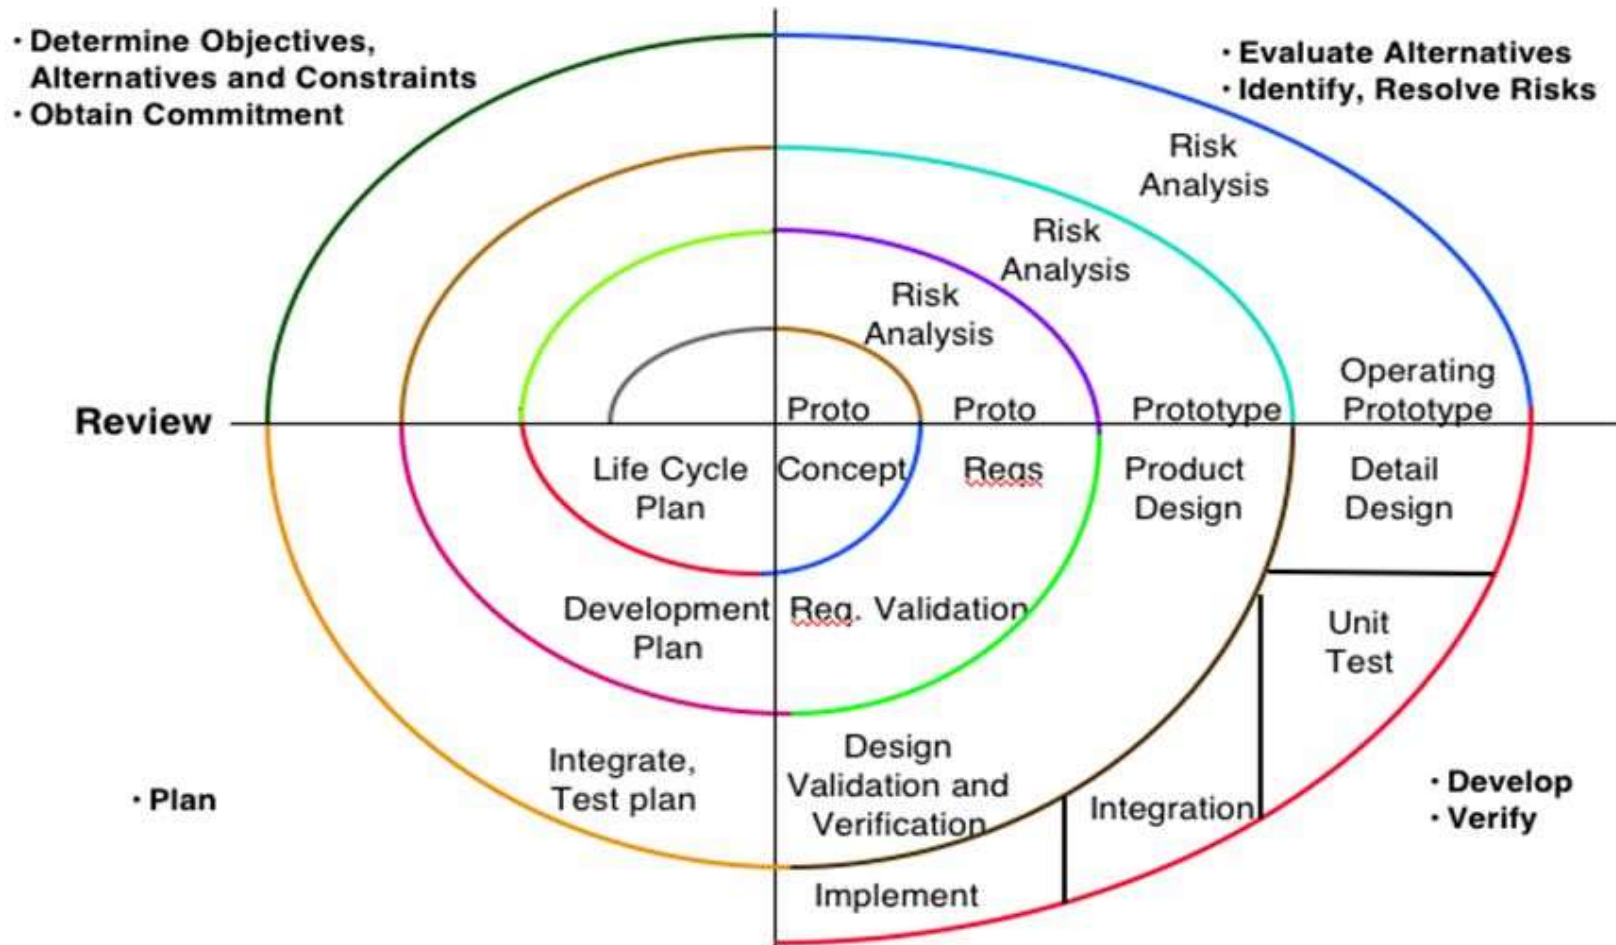 · Determine Objectives,
Alternatives and Constraints
· Obtain Commitment
· Evaluate Alternatives
· Identify, Resolve Risks
Risk
Analysis
Risk
Analysis
Risk
Analysis
Operating
Prototype
Prototype
Proto
Proto
Review
Life Cycle
Plan
Concept
Reqs
Product
Design
Detail
Design
Development
Plan
Req. Validation
Unit
Test
Integrate,
Test plan
Design
Validation and
Verification
Integration
Implement
· Plan
· Develop
· Verify